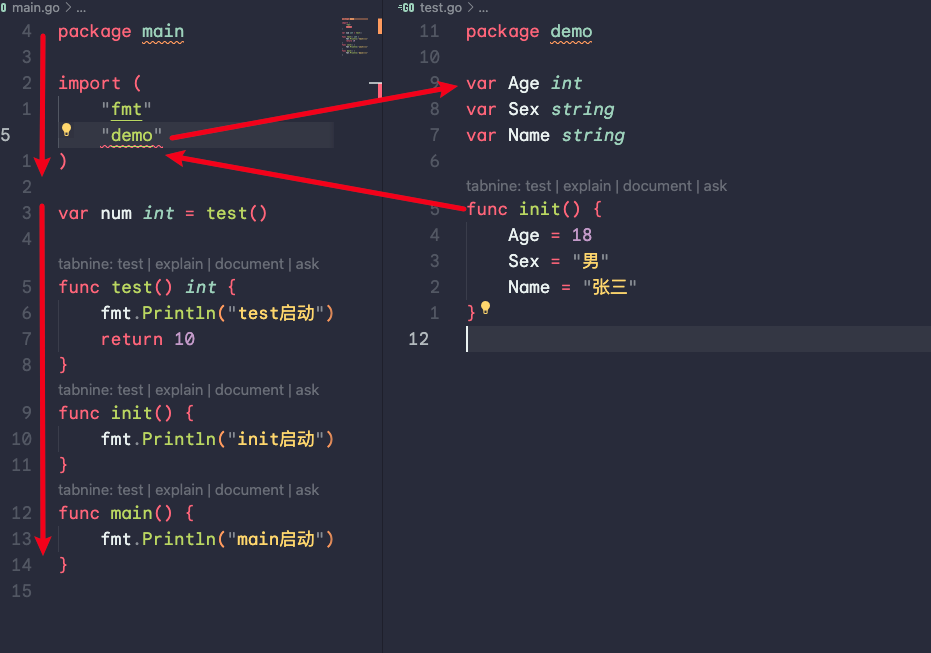 main.go > ...
4 package main
3
2 import (
1 "fmt"
5 "demo"
1 )
2
3 var num int = test()
4
tabnine: test | explain | document | ask
5 func test() int {
6 fmt.Println("test启动")
7 return 10
8 }
tabnine: test | explain | document | ask
9 func init() {
10 fmt.Println("init启动")
11 }
tabnine: test | explain | document | ask
12 func main() {
13 fmt.Println("main启动")
14 }
15
GO test.go > ...
11 package demo
10
9 var Age int
8 var Sex string
7 var Name string
6
tabnine: test | explain | document | ask
5 func init() {
4 Age = 18
3 Sex = "男"
2 Name = "张三"
1 }
12